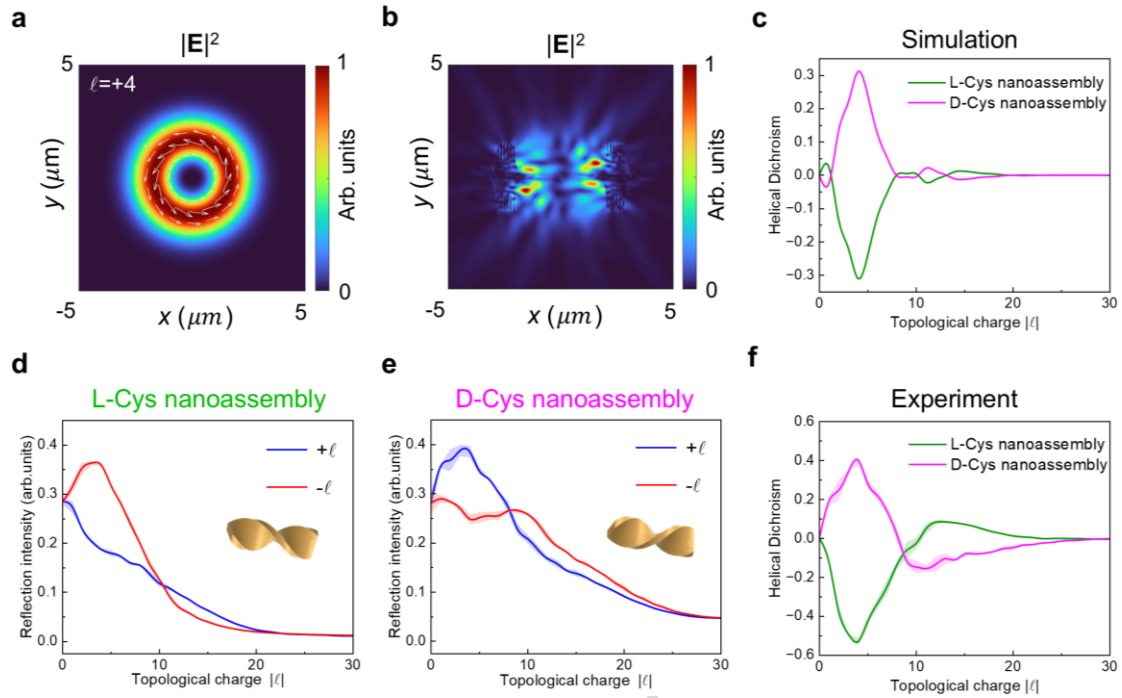 a
|E|²
5
ℓ=+4
y (μm)
-5
x (μm)
5
1
Arb. units
0
b
|E|²
5
y (μm)
-5
x (μm)
5
1
Arb. units
0
c
Simulation
L-Cys nanoassembly
D-Cys nanoassembly
Helical Dichroism
0.3
0.2
0.1
0.0
-0.1
-0.2
-0.3
0 5 10 15 20 25 30
Topological charge |ℓ|
d
L-Cys nanoassembly
+ℓ
-ℓ
Reflection intensity (arb.units)
0.4
0.3
0.2
0.1
0.0
0 10 20 30
Topological charge |ℓ|
e
D-Cys nanoassembly
+ℓ
-ℓ
Reflection intensity (arb.units)
0.4
0.3
0.2
0.1
0.0
0 10 20 30
Topological charge |ℓ|
f
Experiment
L-Cys nanoassembly
D-Cys nanoassembly
Helical Dichroism
0.6
0.4
0.2
0.0
−0.2
−0.4
−0.6
0 5 10 15 20 25 30
Topological charge |ℓ|